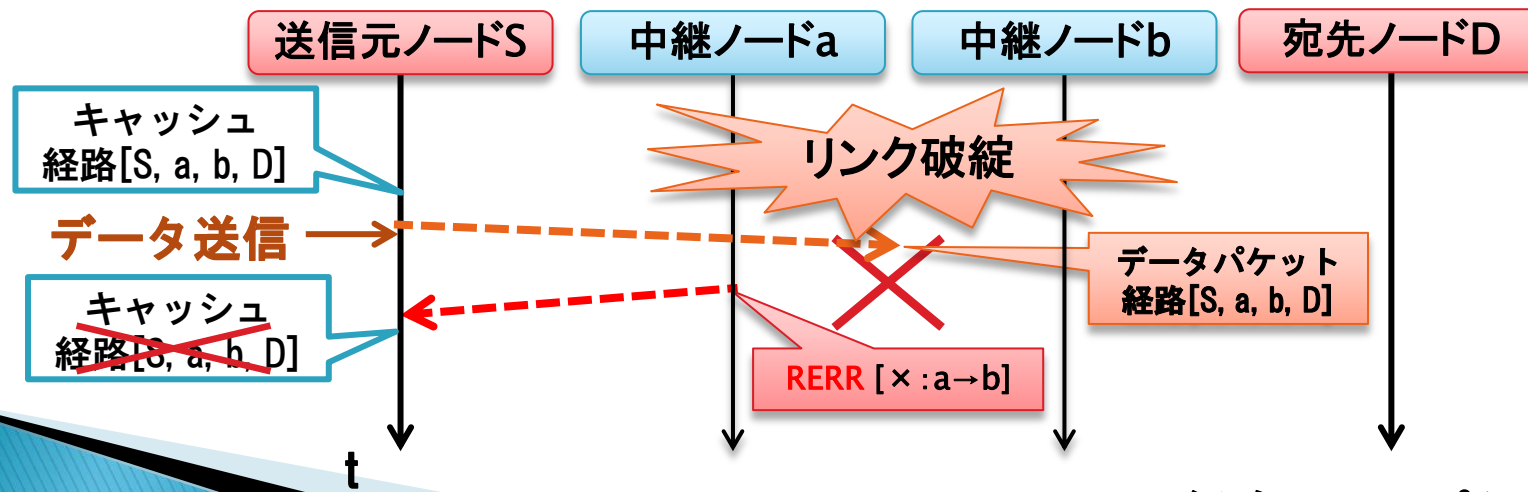 送信元ノードS
中継ノードa
中継ノードb
宛先ノードD
キャッシュ
経路[S, a, b, D]
リンク破綻
データ送信
データパケット
経路[S, a, b, D]
キャッシュ
経路[S, a, b, D]
RERR [×:a→b]
t